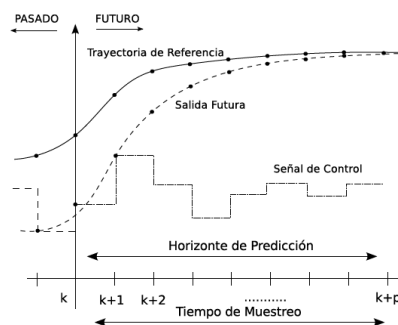 PASADO
FUTURO
Trayectoria de Referencia
Salida Futura
Señal de Control
Horizonte de Predicción
k
k+1
k+2
...........
k+p
Tiempo de Muestreo